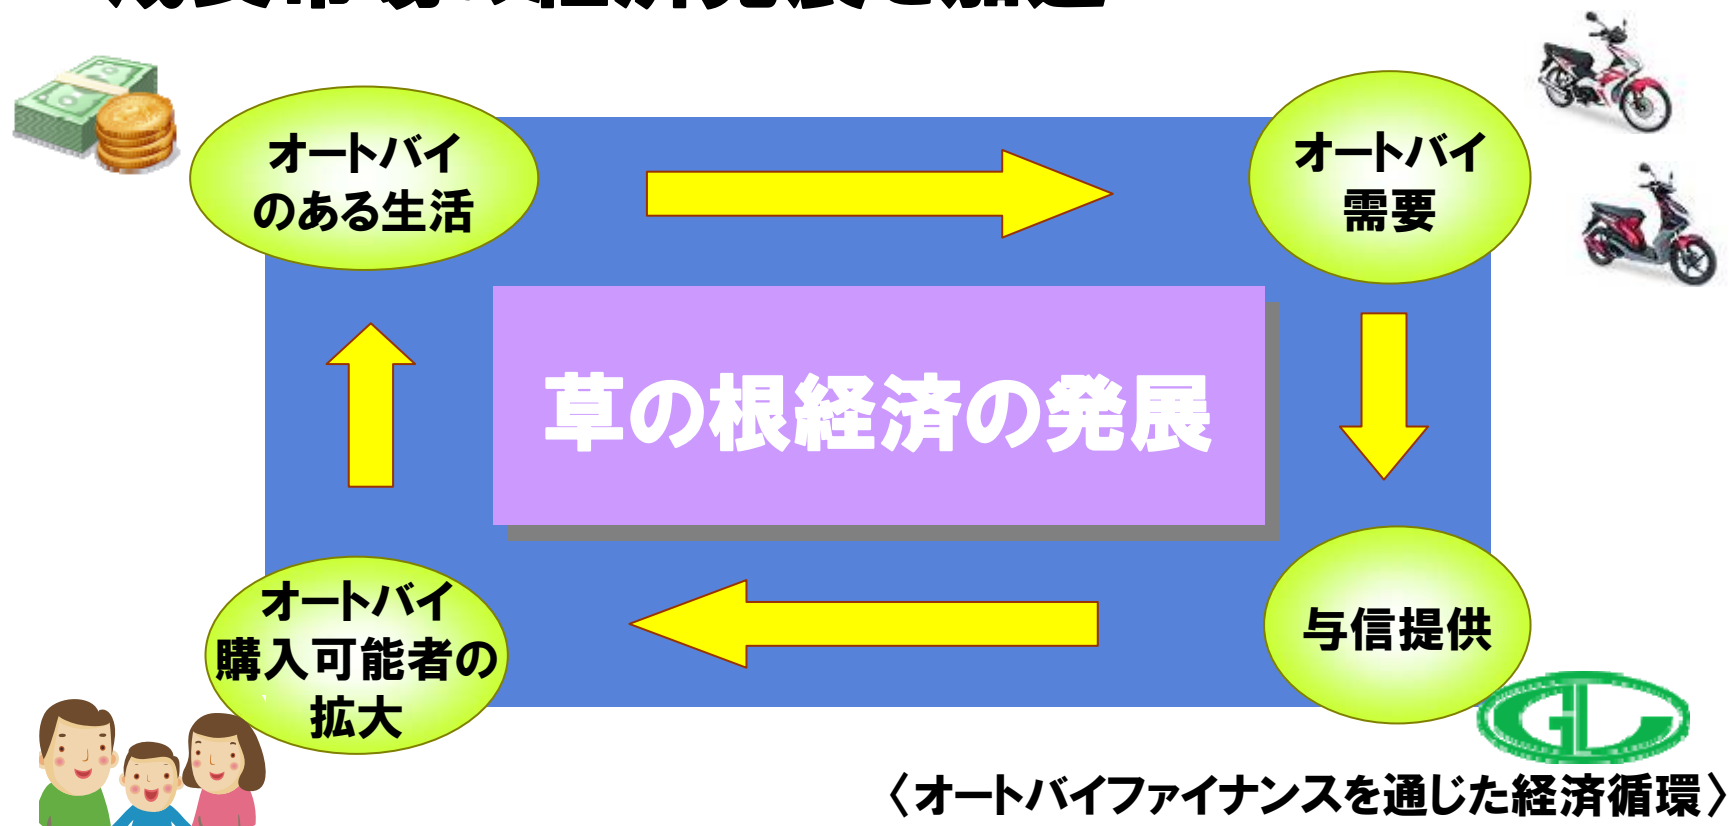 オートバイ
のある生活
オートバイ
需要
草の根経済の発展
オートバイ
購入可能者の
拡大
与信提供
GL
〈オートバイファイナンスを通じた経済循環〉